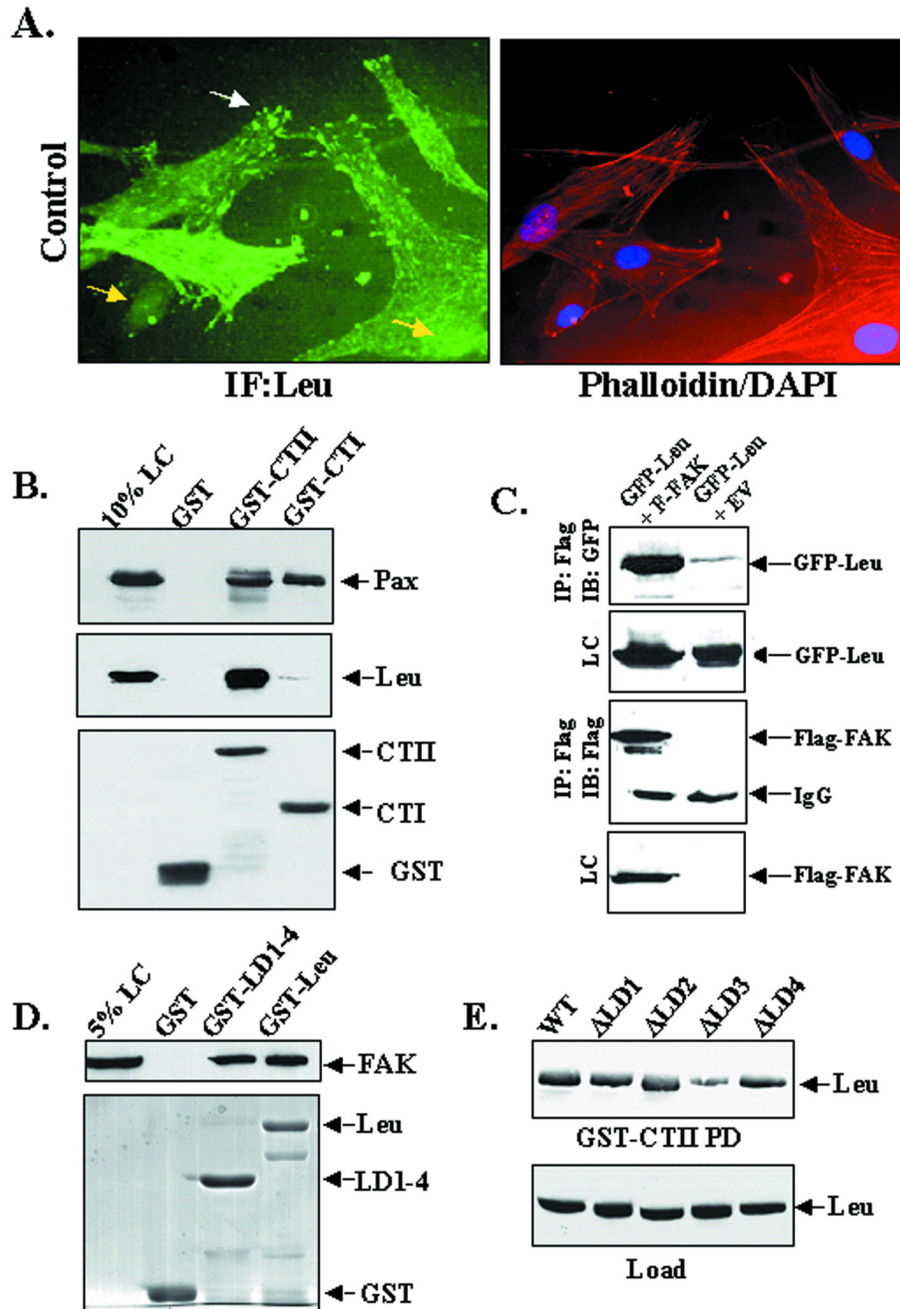 A.
Control
IF:Leu
Phalloidin/DAPI
B.
10% LC
GST
GST-CTII
GST-CTI
Pax
Leu
CTII
CTI
GST
C.
GFP-Leu
+ F-FAK
GFP-Leu
+ EV
IP: Flag
IB: GFP
GFP-Leu
LC
GFP-Leu
IP: Flag
IB: Flag
Flag-FAK
IgG
LC
Flag-FAK
D.
5% LC
GST
GST-LD1-4
GST-Leu
FAK
Leu
LD1-4
GST
E.
WT
ΔLD1
ΔLD2
ΔLD3
ΔLD4
Leu
GST-CTII PD
Leu
Load